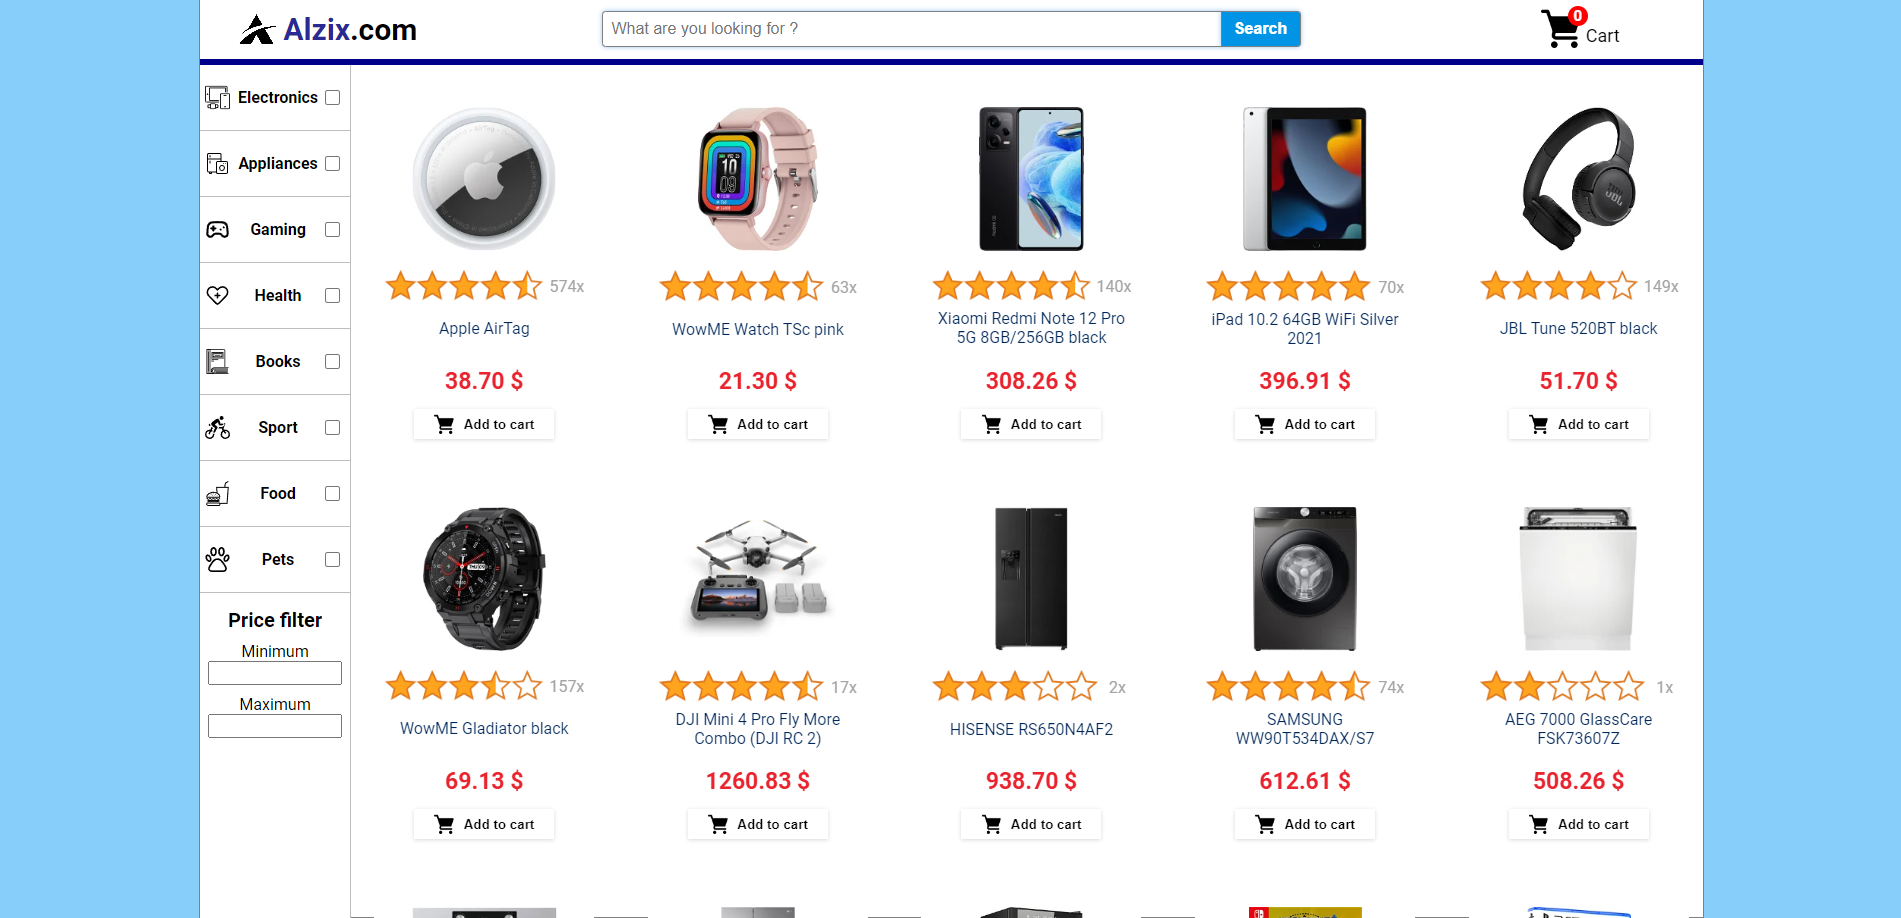 Alzix.com
What are you looking for ?
Search
0
Cart
Electronics
Appliances
Gaming
Health
Books
Sport
Food
Pets
Price filter
Minimum
Maximum
574x
Apple AirTag
38.70 $
Add to cart
10
09
63x
WowME Watch TSc pink
21.30 $
Add to cart
140x
Xiaomi Redmi Note 12 Pro
5G 8GB/256GB black
308.26 $
Add to cart
70x
iPad 10.2 64GB WiFi Silver
2021
396.91 $
Add to cart
JBL
149x
JBL Tune 520BT black
51.70 $
Add to cart
157x
WowME Gladiator black
69.13 $
Add to cart
17x
DJI Mini 4 Pro Fly More
Combo (DJI RC 2)
1260.83 $
Add to cart
2x
HISENSE RS650N4AF2
938.70 $
Add to cart
74x
SAMSUNG
WW90T534DAX/S7
612.61 $
Add to cart
1x
AEG 7000 GlassCare
FSK73607Z
508.26 $
Add to cart